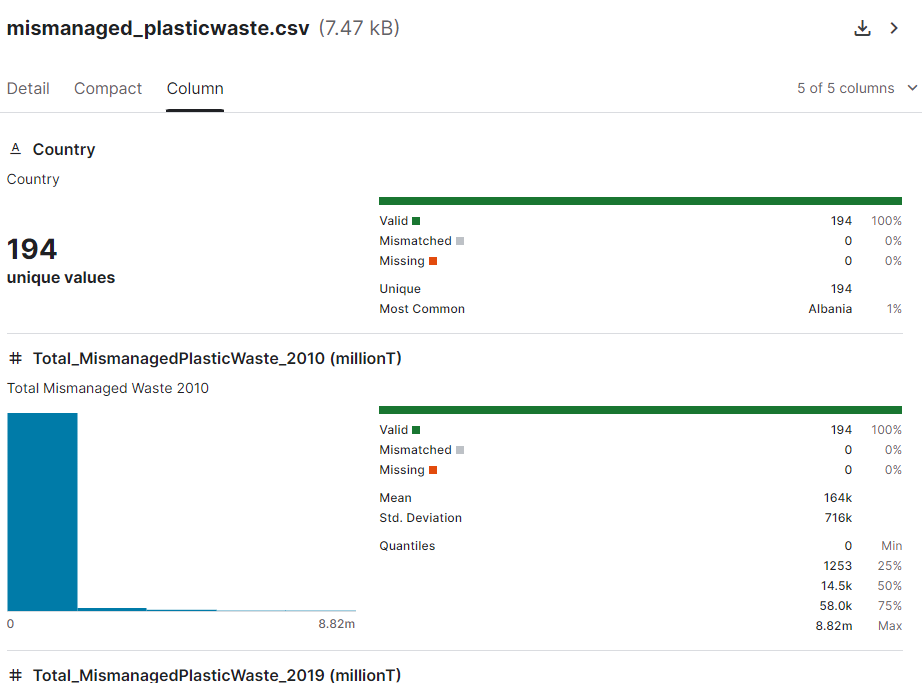 mismanaged_plasticwaste.csv (7.47 kB)
Detail Compact Column 5 of 5 columns
A Country
Country
194
unique values
Valid 194 100%
Mismatched 0 0%
Missing 0 0%
Unique 194
Most Common Albania 1%
# Total_MismanagedPlasticWaste_2010 (millionT)
Total Mismanaged Waste 2010
0 8.82m
Valid 194 100%
Mismatched 0 0%
Missing 0 0%
Mean 164k
Std. Deviation 716k
Quantiles 0 Min
1253 25%
14.5k 50%
58.0k 75%
8.82m Max
# Total_MismanagedPlasticWaste_2019 (millionT)